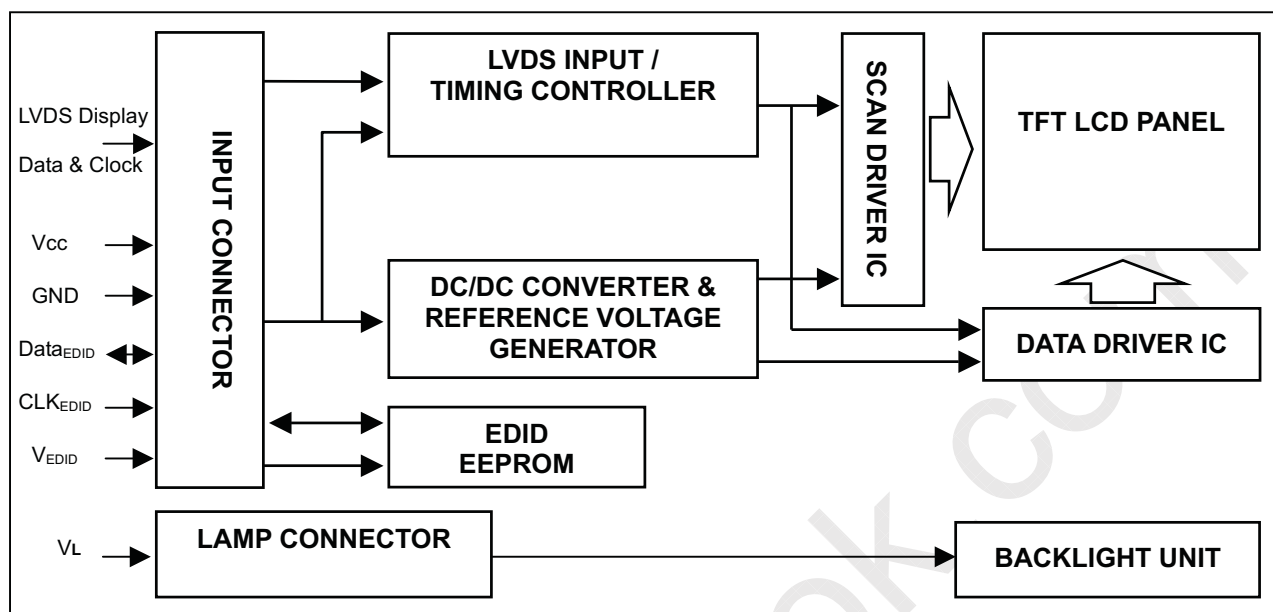 LVDS Display
Data & Clock
Vcc
GND
DataEDID
CLKEDID
VEDID
VL
INPUT CONNECTOR
LVDS INPUT /
TIMING CONTROLLER
DC/DC CONVERTER &
REFERENCE VOLTAGE
GENERATOR
EDID
EEPROM
LAMP CONNECTOR
SCAN DRIVER IC
TFT LCD PANEL
DATA DRIVER IC
BACKLIGHT UNIT